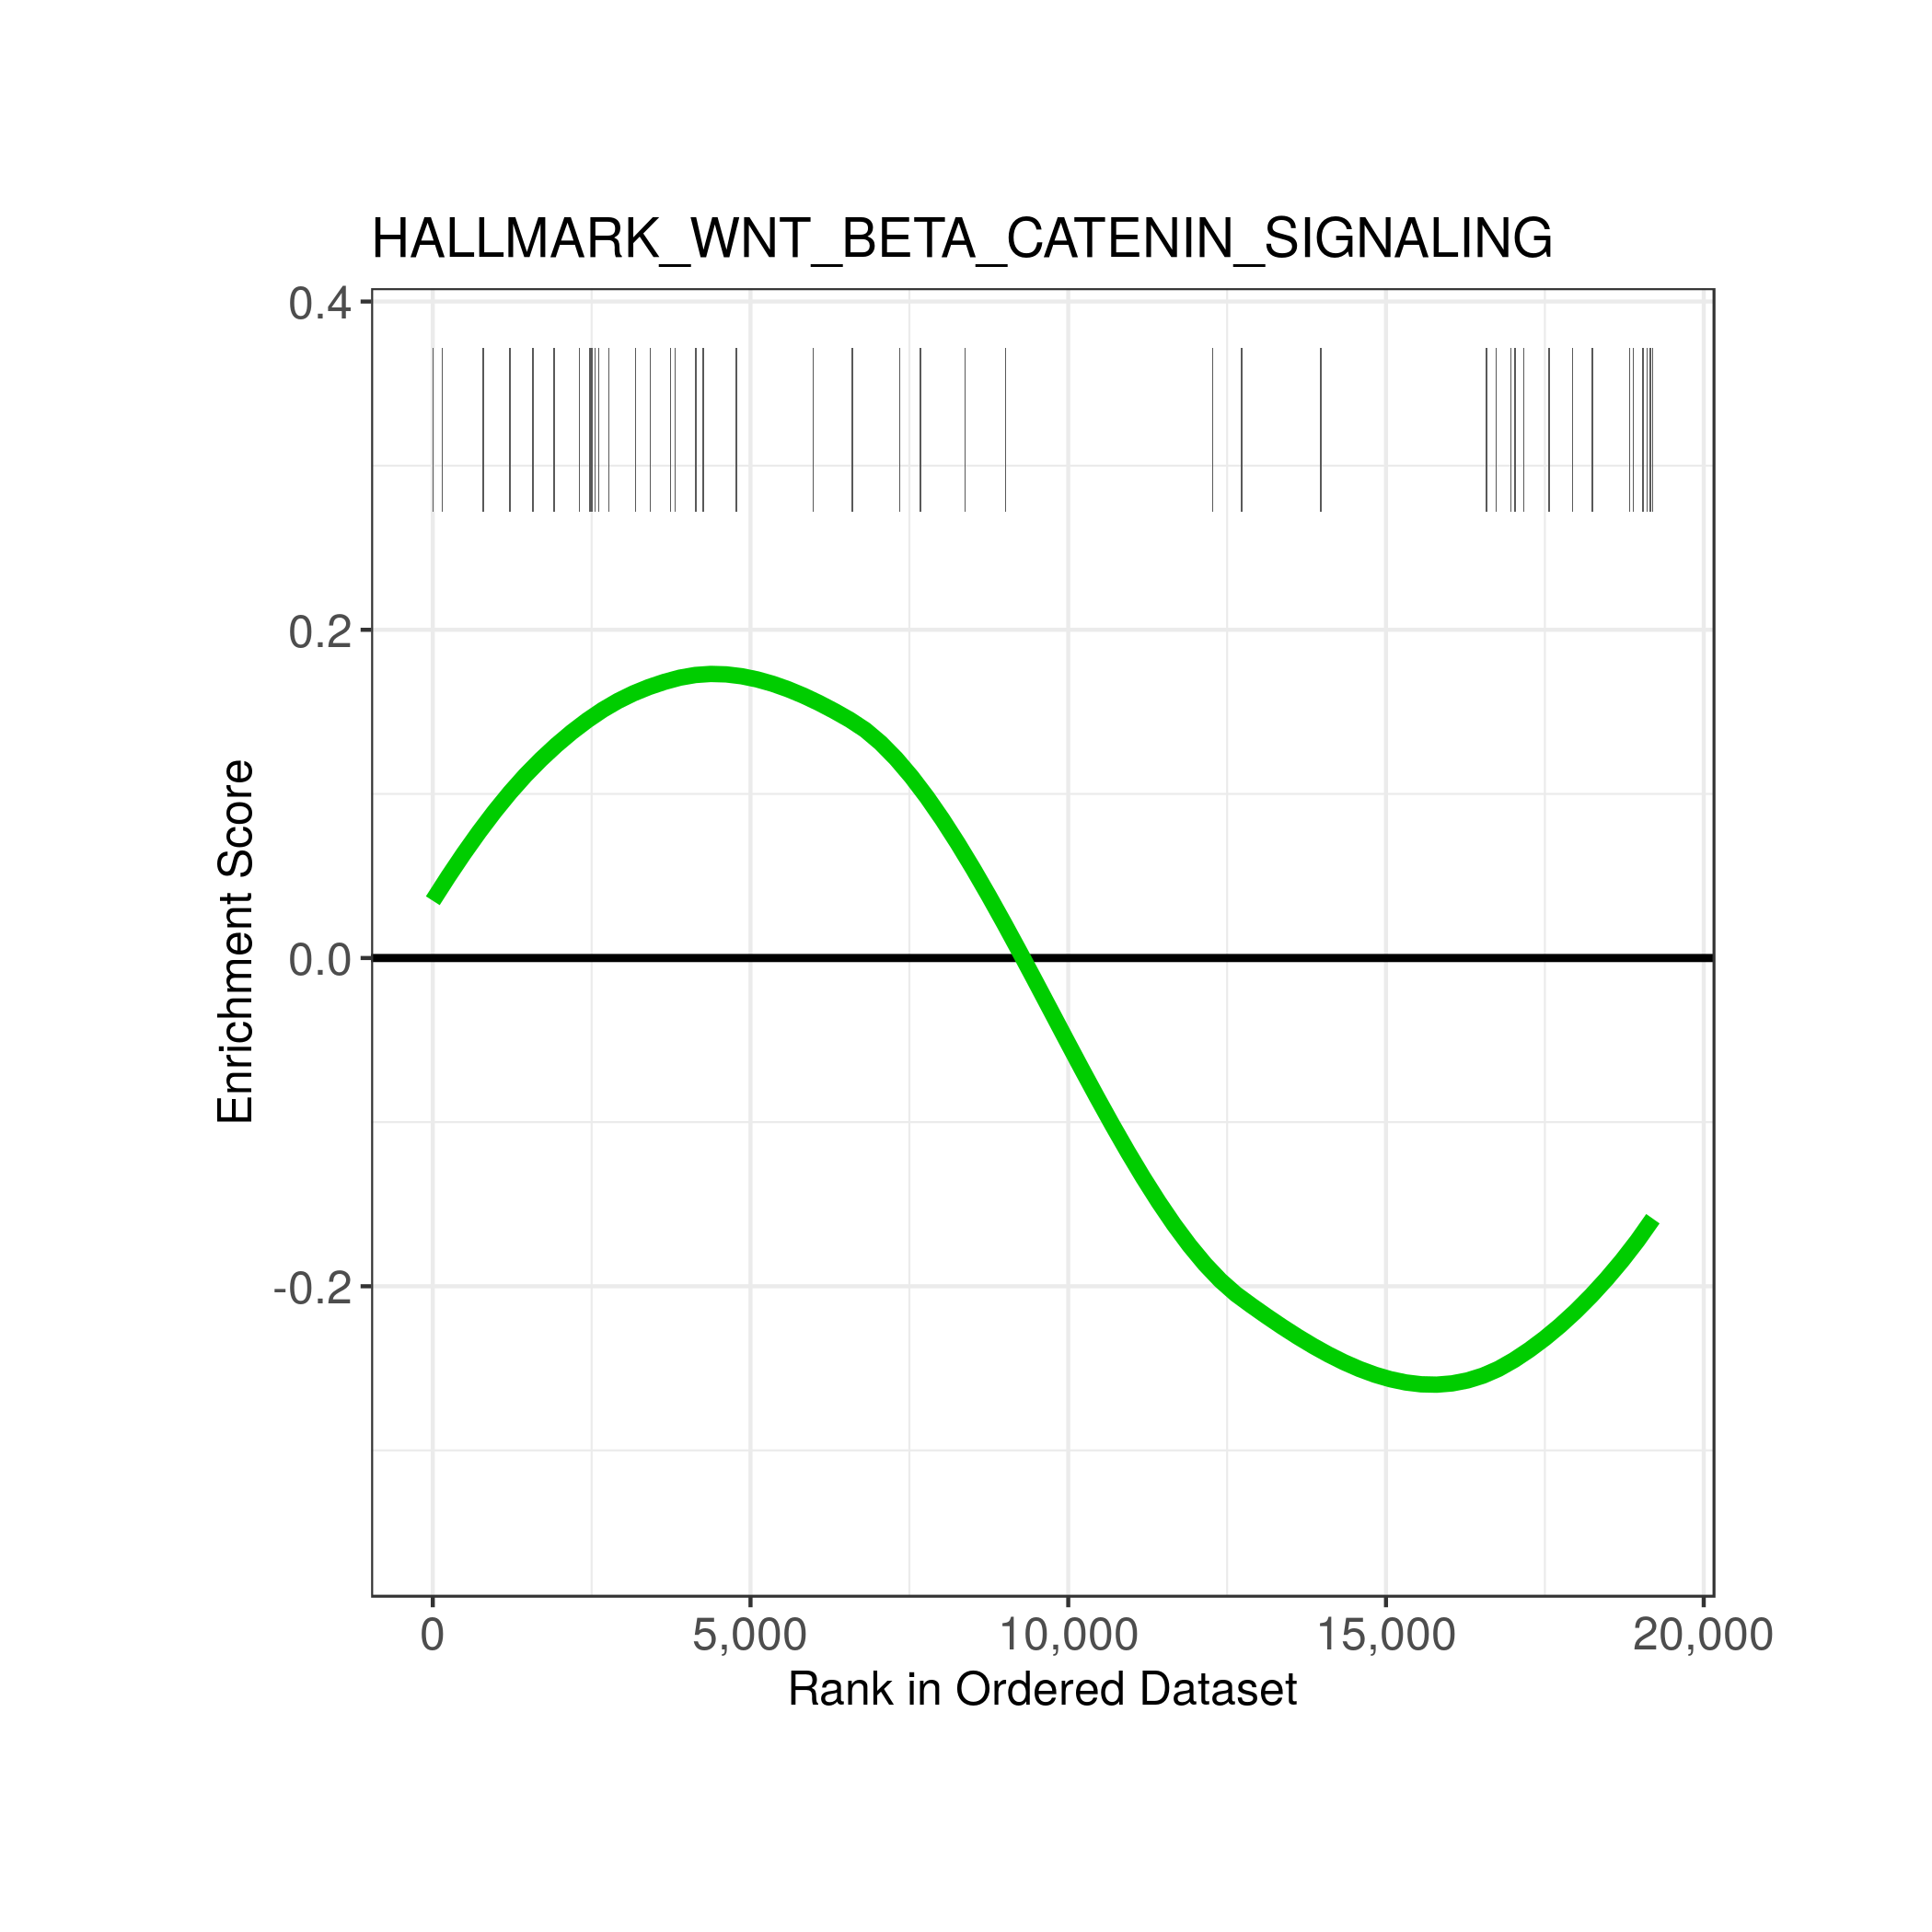 HALLMARK_WNT_BETA_CATENIN_SIGNALING
0.4
0.2
0.0
-0.2
Enrichment Score
0 5,000 10,000 15,000 20,000
Rank in Ordered Dataset